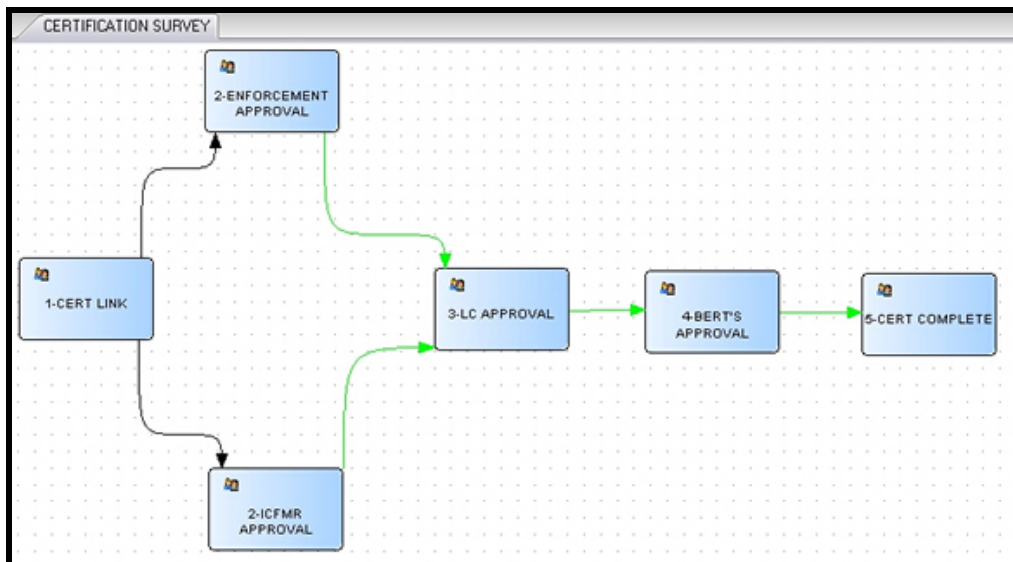 CERTIFICATION SURVEY
2-ENFORCEMENT
APPROVAL
1-CERT LINK
3-LC APPROVAL
4-BERT'S
APPROVAL
5-CERT COMPLETE
2-ICFMR
APPROVAL